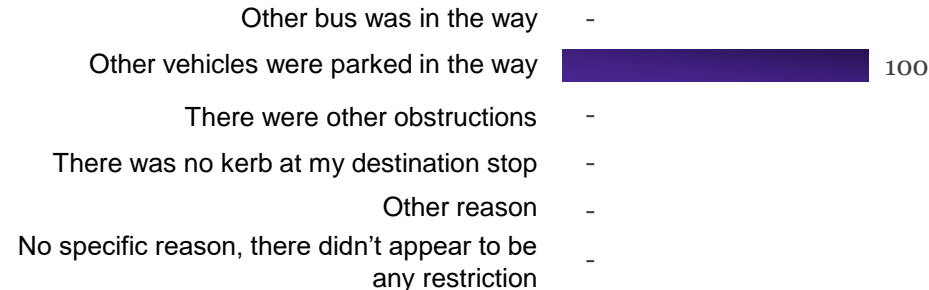 Other bus was in the way -
Other vehicles were parked in the way 100
There were other obstructions -
There was no kerb at my destination stop -
Other reason -
No specific reason, there didn’t appear to be
any restriction -